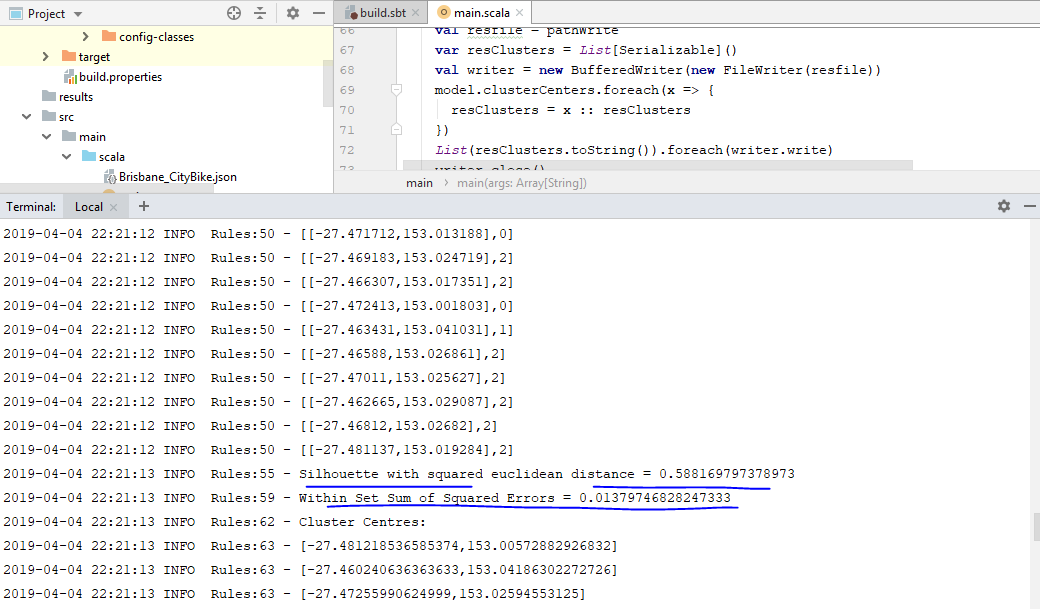 Project
build.sbt
main.scala
config-classes
target
build.properties
results
src
main
scala
Brisbane_CityBike.json
66 val resfile = pathWrite
67 var resClusters = List[Serializable]()
68 val writer = new BufferedWriter(new FileWriter(resfile))
69 model.clusterCenters.foreach(x => {
70 resClusters = x :: resClusters
71 })
72 List(resClusters.toString()).foreach(writer.write)
73 writer.close()
main main(args: Array[String])
Terminal: Local +
2019-04-04 22:21:12 INFO Rules:50 - [[-27.471712,153.013188],0]
2019-04-04 22:21:12 INFO Rules:50 - [[-27.469183,153.024719],2]
2019-04-04 22:21:12 INFO Rules:50 - [[-27.466307,153.017351],2]
2019-04-04 22:21:12 INFO Rules:50 - [[-27.472413,153.001803],0]
2019-04-04 22:21:12 INFO Rules:50 - [[-27.463431,153.041031],1]
2019-04-04 22:21:12 INFO Rules:50 - [[-27.46588,153.026861],2]
2019-04-04 22:21:12 INFO Rules:50 - [[-27.47011,153.025627],2]
2019-04-04 22:21:12 INFO Rules:50 - [[-27.462665,153.029087],2]
2019-04-04 22:21:12 INFO Rules:50 - [[-27.46812,153.02682],2]
2019-04-04 22:21:12 INFO Rules:50 - [[-27.481137,153.019284],2]
2019-04-04 22:21:13 INFO Rules:55 - Silhouette with squared euclidean distance = 0.588169797378973
2019-04-04 22:21:13 INFO Rules:59 - Within Set Sum of Squared Errors = 0.01379746828247333
2019-04-04 22:21:13 INFO Rules:62 - Cluster Centres:
2019-04-04 22:21:13 INFO Rules:63 - [-27.481218536585374,153.00572882926832]
2019-04-04 22:21:13 INFO Rules:63 - [-27.460240636363633,153.04186302272726]
2019-04-04 22:21:13 INFO Rules:63 - [-27.47255990624999,153.02594553125]